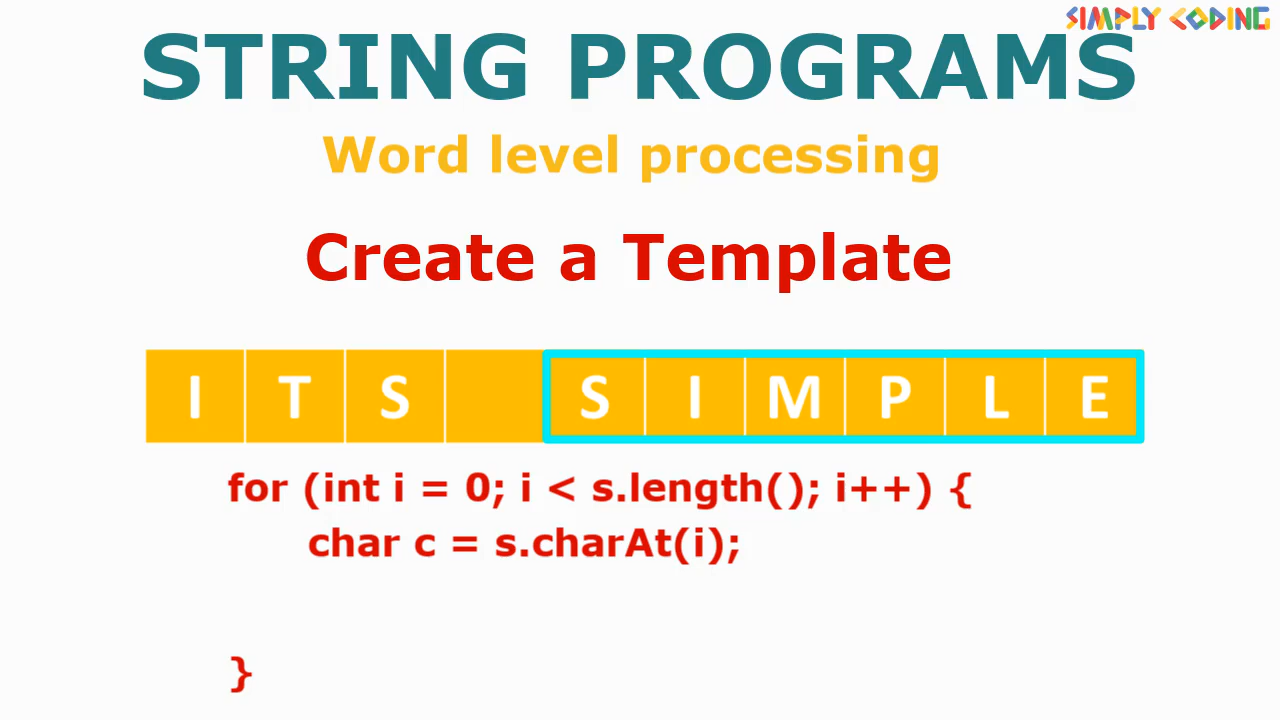 SIMPLY CODING
STRING PROGRAMS
Word level processing
Create a Template
I T S S I M P L E
for (int i = 0; i < s.length(); i++) {
char c = s.charAt(i);
}